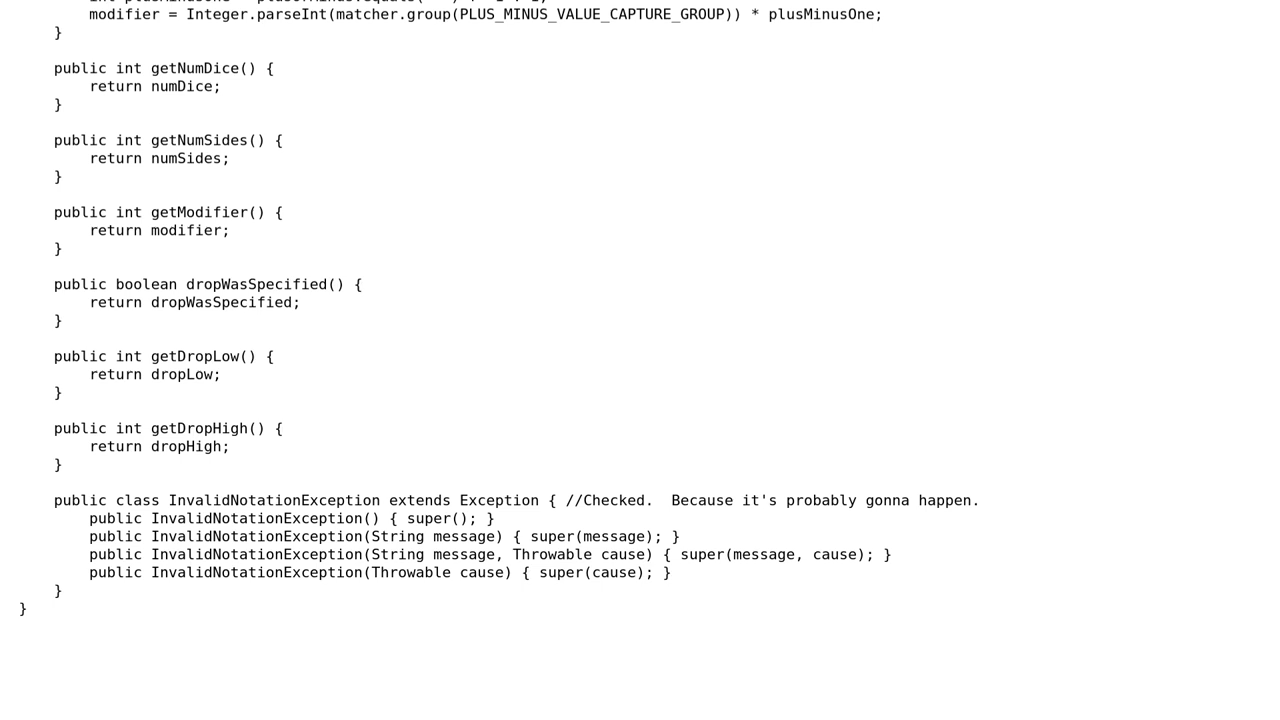 modifier = Integer.parseInt(matcher.group(PLUS_MINUS_VALUE_CAPTURE_GROUP)) * plusMinusOne;
}
public int getNumDice() {
return numDice;
}
public int getNumSides() {
return numSides;
}
public int getModifier() {
return modifier;
}
public boolean dropWasSpecified() {
return dropWasSpecified;
}
public int getDropLow() {
return dropLow;
}
public int getDropHigh() {
return dropHigh;
}
public class InvalidNotationException extends Exception { //Checked.  Because it's probably gonna happen.
public InvalidNotationException() { super(); }
public InvalidNotationException(String message) { super(message); }
public InvalidNotationException(String message, Throwable cause) { super(message, cause); }
public InvalidNotationException(Throwable cause) { super(cause); }
}
}